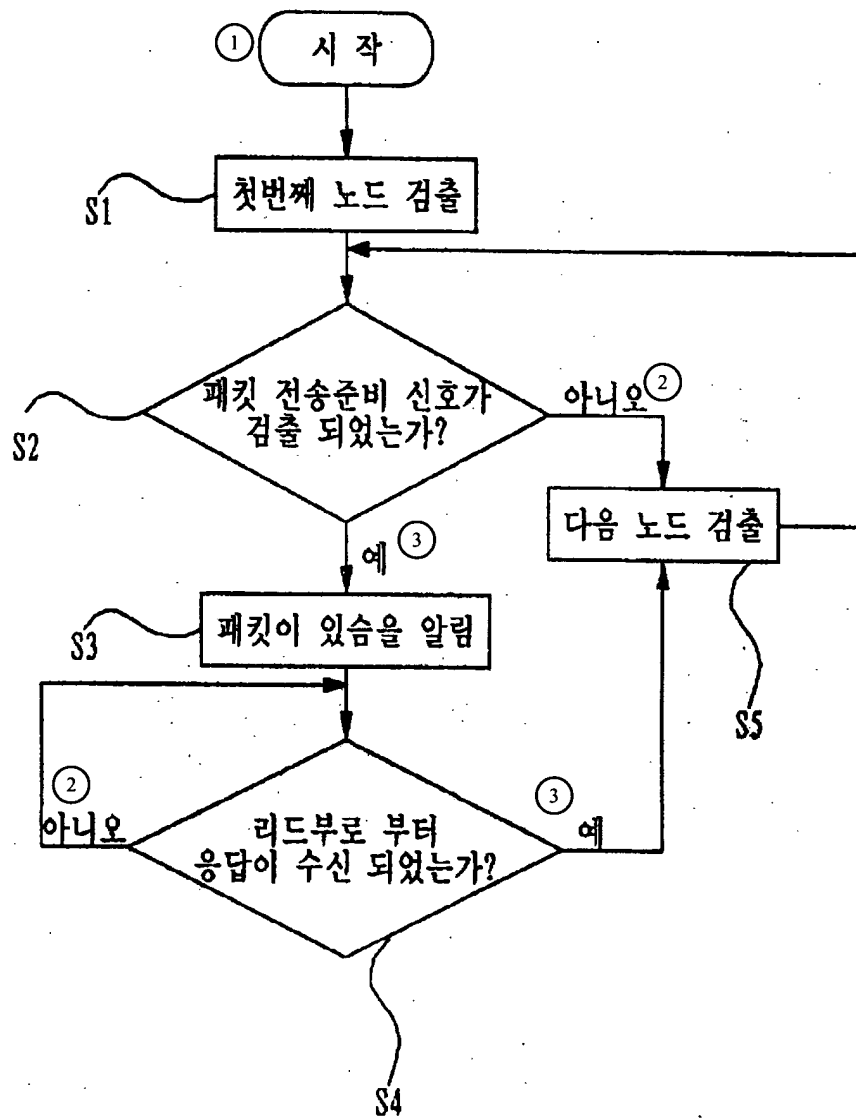 ① 시 작
S1
첫번째 노드 검출
S2
패킷 전송준비 신호가
검출 되었는가?
아니오 ②
예 ③
다음 노드 검출
S3
패킷이 있슴을 알림
S5
②
아니오
리드부로 부터
응답이 수신 되었는가?
③
예
S4